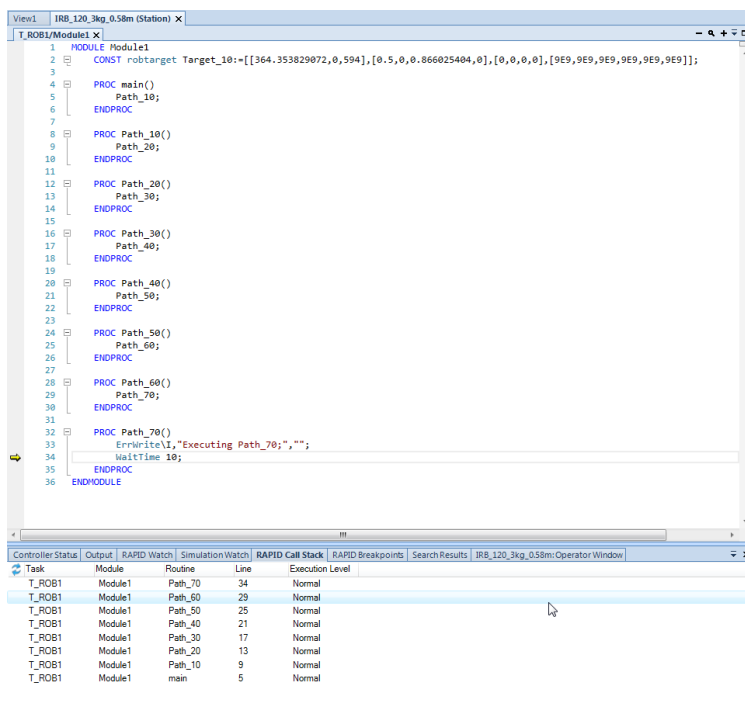 View1 IRB_120_3kg_0.58m (Station) X
T_ROB1/Module1 X
1 MODULE Module1
2 CONST robtarget Target_10:=[[364.353829072,0,594],[0.5,0,0.866025404,0],[0,0,0,0],[9E9,9E9,9E9,9E9,9E9,9E9]];
3
4 PROC main()
5 Path_10;
6 ENDPROC
7
8 PROC Path_10()
9 Path_20;
10 ENDPROC
11
12 PROC Path_20()
13 Path_30;
14 ENDPROC
15
16 PROC Path_30()
17 Path_40;
18 ENDPROC
19
20 PROC Path_40()
21 Path_50;
22 ENDPROC
23
24 PROC Path_50()
25 Path_60;
26 ENDPROC
27
28 PROC Path_60()
29 Path_70;
30 ENDPROC
31
32 PROC Path_70()
33 ErrWrite\I,"Executing Path_70;","";
34 WaitTime 10;
35 ENDPROC
36 ENDMODULE
Controller Status Output RAPID Watch Simulation Watch RAPID Call Stack RAPID Breakpoints Search Results IRB_120_3kg_0.58m: Operator Window
Task Module Routine Line Execution Level
T_ROB1 Module1 Path_70 34 Normal
T_ROB1 Module1 Path_60 29 Normal
T_ROB1 Module1 Path_50 25 Normal
T_ROB1 Module1 Path_40 21 Normal
T_ROB1 Module1 Path_30 17 Normal
T_ROB1 Module1 Path_20 13 Normal
T_ROB1 Module1 Path_10 9 Normal
T_ROB1 Module1 main 5 Normal